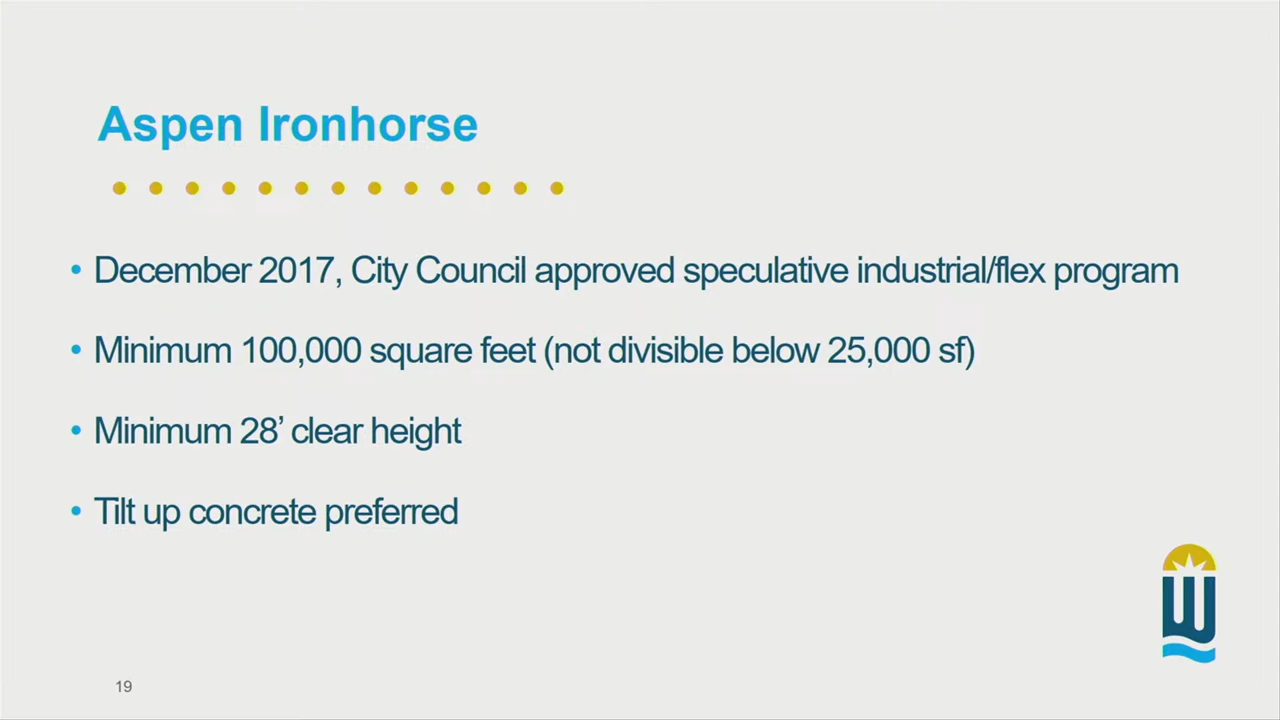 Aspen Ironhorse
• December 2017, City Council approved speculative industrial/flex program
• Minimum 100,000 square feet (not divisible below 25,000 sf)
• Minimum 28’ clear height
• Tilt up concrete preferred
W
19